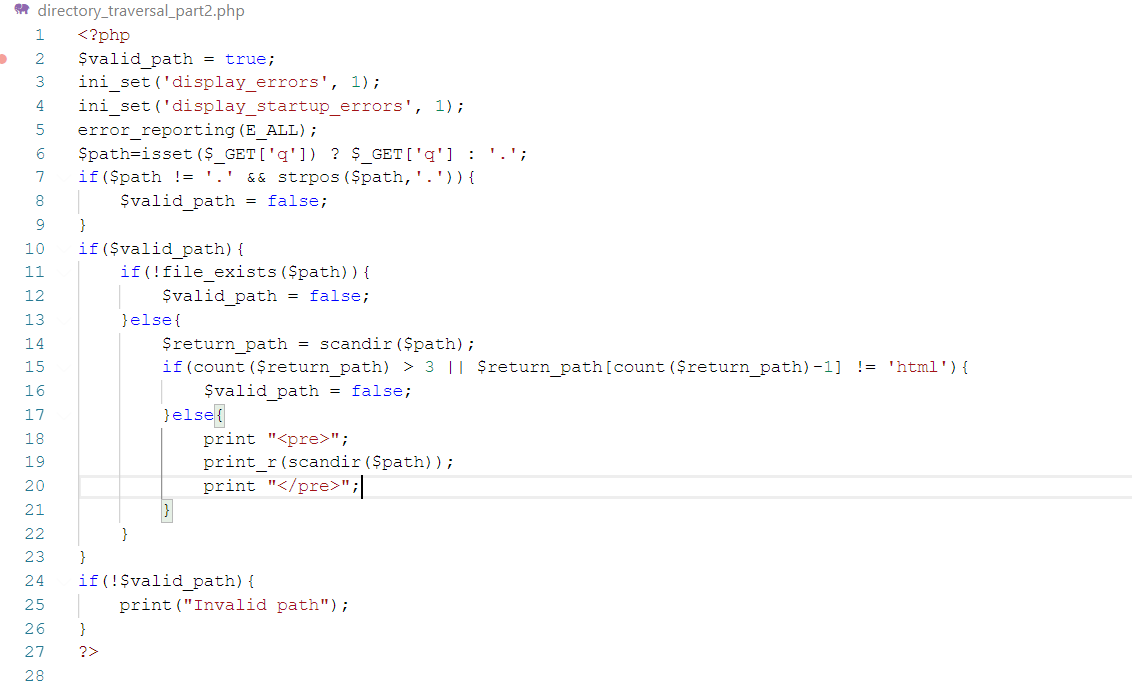 directory_traversal_part2.php
1 <?php
2 $valid_path = true;
3 ini_set('display_errors', 1);
4 ini_set('display_startup_errors', 1);
5 error_reporting(E_ALL);
6 $path=isset($_GET['q']) ? $_GET['q'] : '.';
7 if($path != '.' && strpos($path,'.')){
8     $valid_path = false;
9 }
10 if($valid_path){
11     if(!file_exists($path)){
12         $valid_path = false;
13     }else{
14         $return_path = scandir($path);
15         if(count($return_path) > 3 || $return_path[count($return_path)-1] != 'html'){
16             $valid_path = false;
17         }else{
18             print "<pre>";
19             print_r(scandir($path));
20             print "</pre>";
21         }
22     }
23 }
24 if(!$valid_path){
25     print("Invalid path");
26 }
27 ?>
28